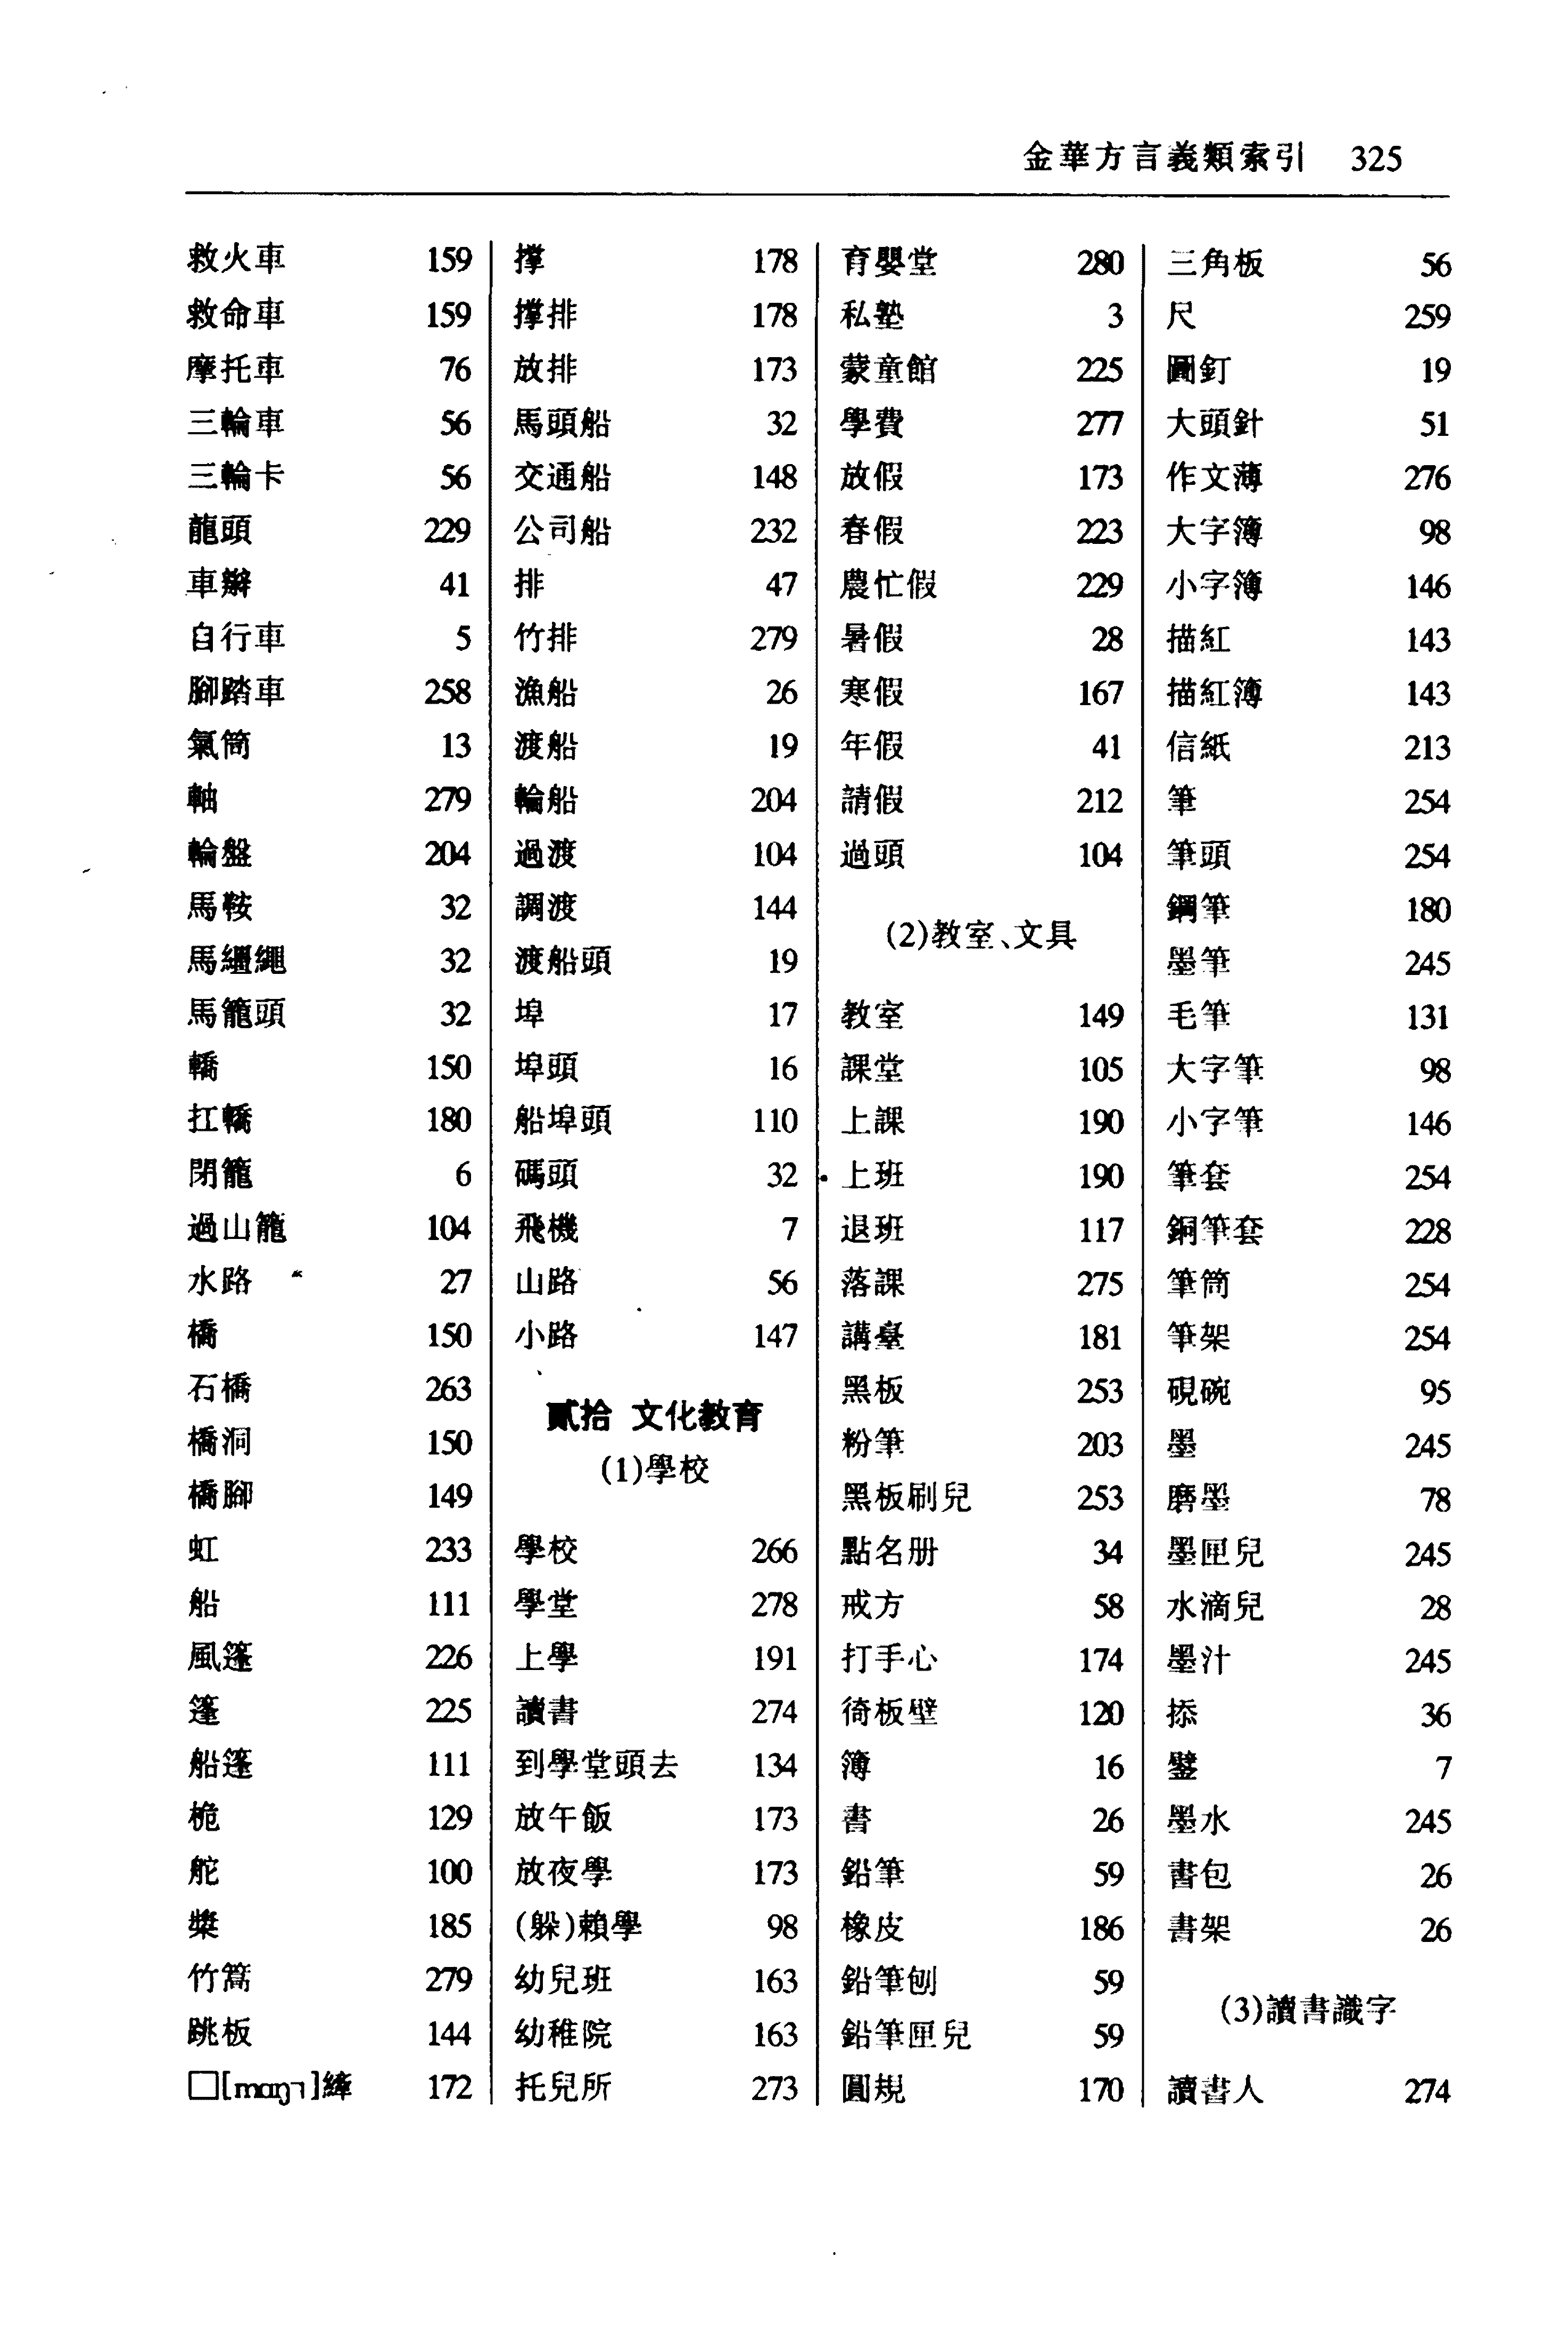 金華方言義類索引 325
救火車 159
救命車 159
摩托車 76
三輪車 56
三輪卡 56
龍頭 229
車辮 41
自行車 5
腳踏車 258
氣筒 13
軸 279
輪盤 204
馬鞍 32
馬繮繩 32
馬籠頭 32
轎 150
扛轎 180
閉籠 6
過山籠 104
水路 27
橋 150
石橋 263
橋洞 150
橋腳 149
虹 233
船 111
風篷 226
篷 225
船篷 111
桅 129
舵 100
槳 185
竹篙 279
跳板 144
□[mɑŋ˥]縴 172
撑 178
撑排 178
放排 173
馬頭船 32
交通船 148
公司船 232
排 47
竹排 279
漁船 26
渡船 19
輪船 204
過渡 104
調渡 144
渡船頭 19
埠 17
埠頭 16
船埠頭 110
碼頭 32
飛機 7
山路 56
小路 147
貳拾 文化教育
(1)學校
學校 266
學堂 278
上學 191
讀書 274
到學堂頭去 134
放午飯 173
放夜學 173
(躲)賴學 98
幼兒班 163
幼稚院 163
托兒所 273
育嬰堂 280
私塾 3
蒙童館 225
學費 277
放假 173
春假 223
農忙假 229
暑假 28
寒假 167
年假 41
請假 212
過頭 104
(2)教室、文具
教室 149
課堂 105
上課 190
上班 190
退班 117
落課 275
講臺 181
黑板 253
粉筆 203
黑板刷兒 253
點名册 34
戒方 58
打手心 174
徛板壁 120
簿 16
書 26
鉛筆 59
橡皮 186
鉛筆刨 59
鉛筆匣兒 59
圓規 170
三角板 56
尺 259
圖釘 19
大頭針 51
作文薄 276
大字簿 98
小字簿 146
描紅 143
描紅簿 143
信紙 213
筆 254
筆頭 254
鋼筆 180
墨筆 245
毛筆 131
大字筆 98
小字筆 146
筆套 254
銅筆套 228
筆筒 254
筆架 254
硯碗 95
墨 245
磨墨 78
墨匣兒 245
水滴兒 28
墨汁 245
掭 36
鐾 7
墨水 245
書包 26
書架 26
(3)讀書識字
讀書人 274